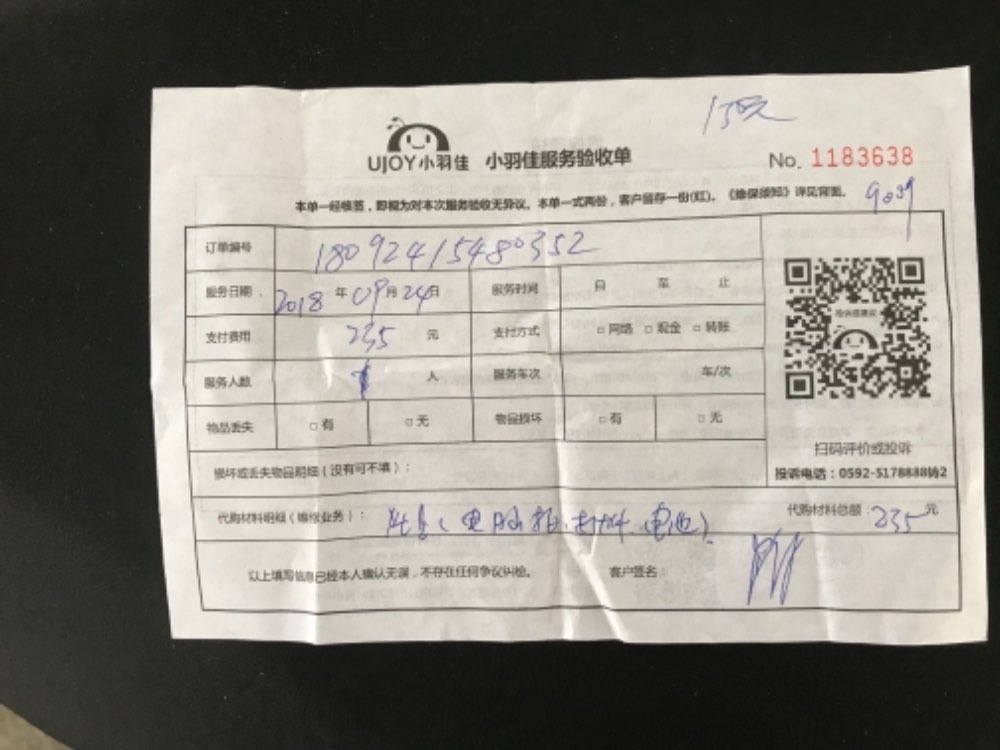 UJOY小羽佳 小羽佳服务验收单
No. 1183638
本单一经核签，即视为对本次服务验收无异议。本单一式两份，客户留存一份(红)。《维保须知》详见背面。
9039
订单编号 18092415480352
服务日期 2018年09月24日 服务时间 自 至 止
支付费用 235 元 支付方式 □网络 □现金 □转账
服务人数 1 人 服务车次 车/次
物品丢失 □有 □无 物品损坏 □有 □无
投诉或建议
扫码评价或投诉
投诉电话：0592-5178888转2
损坏或丢失物品明细（没有可不填）：
代购材料明细（维修业务）： (电脑 电池)
代购材料总额：235元
以上填写信息已经本人确认无误，不存在任何争议纠纷。 客户签名：